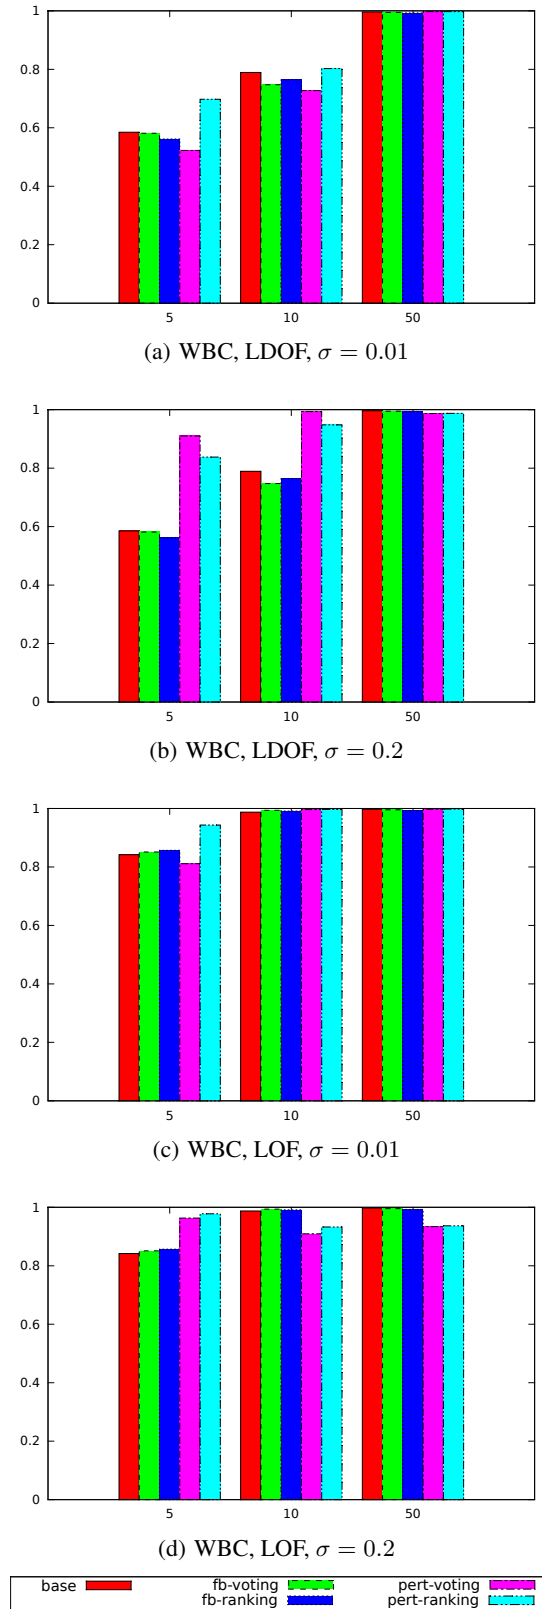 1
0.8
0.6
0.4
0.2
0
5 10 50
(a) WBC, LDOF, σ = 0.01
1
0.8
0.6
0.4
0.2
0
5 10 50
(b) WBC, LDOF, σ = 0.2
1
0.8
0.6
0.4
0.2
0
5 10 50
(c) WBC, LOF, σ = 0.01
1
0.8
0.6
0.4
0.2
0
5 10 50
(d) WBC, LOF, σ = 0.2
base fb-voting pert-voting
fb-ranking pert-ranking